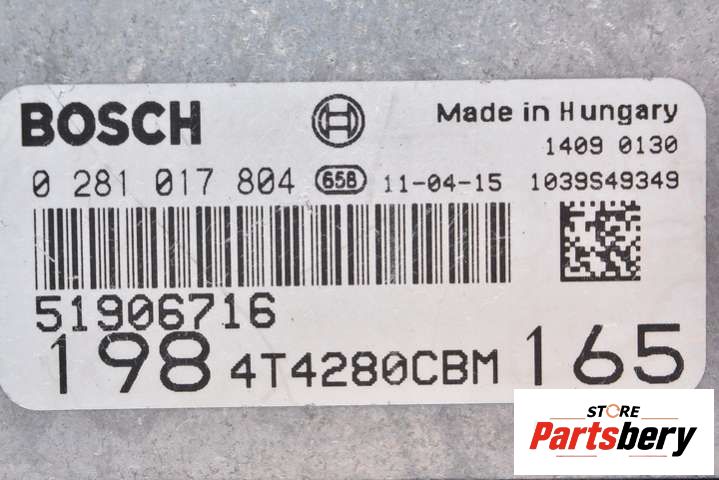 BOSCH Made in Hungary
1409 0130
0 281 017 804 65B 11-04-15 1039S49349
51906716
198 4T4280CBM 165
STORE
Partsbery